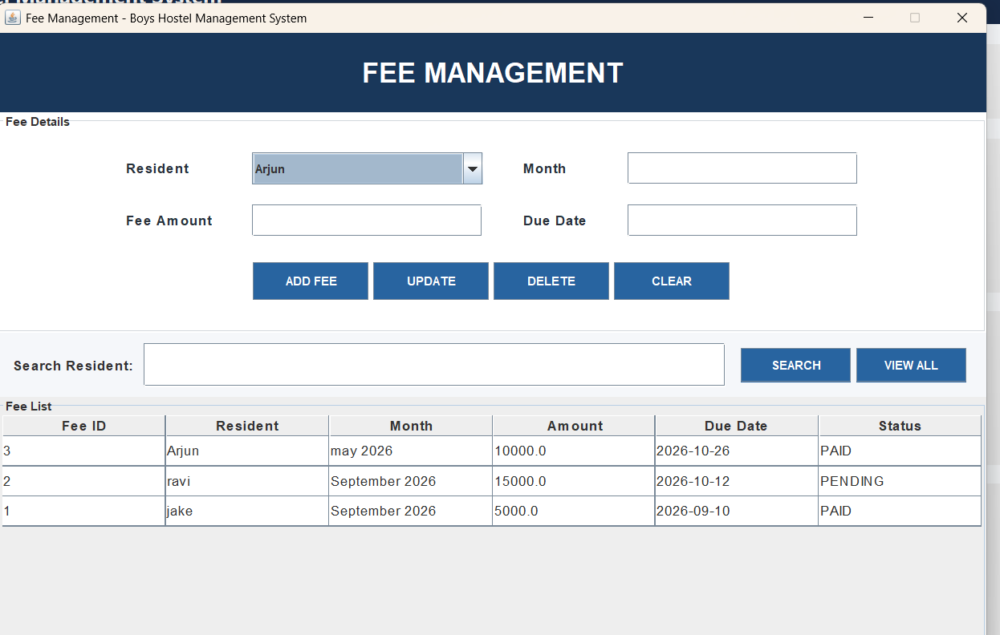 Fee Management - Boys Hostel Management System
FEE MANAGEMENT
Fee Details
Resident Arjun Month
Fee Amount Due Date
ADD FEE UPDATE DELETE CLEAR
Search Resident: SEARCH VIEW ALL
Fee List
Fee ID Resident Month Amount Due Date Status
3 Arjun may 2026 10000.0 2026-10-26 PAID
2 ravi September 2026 15000.0 2026-10-12 PENDING
1 jake September 2026 5000.0 2026-09-10 PAID